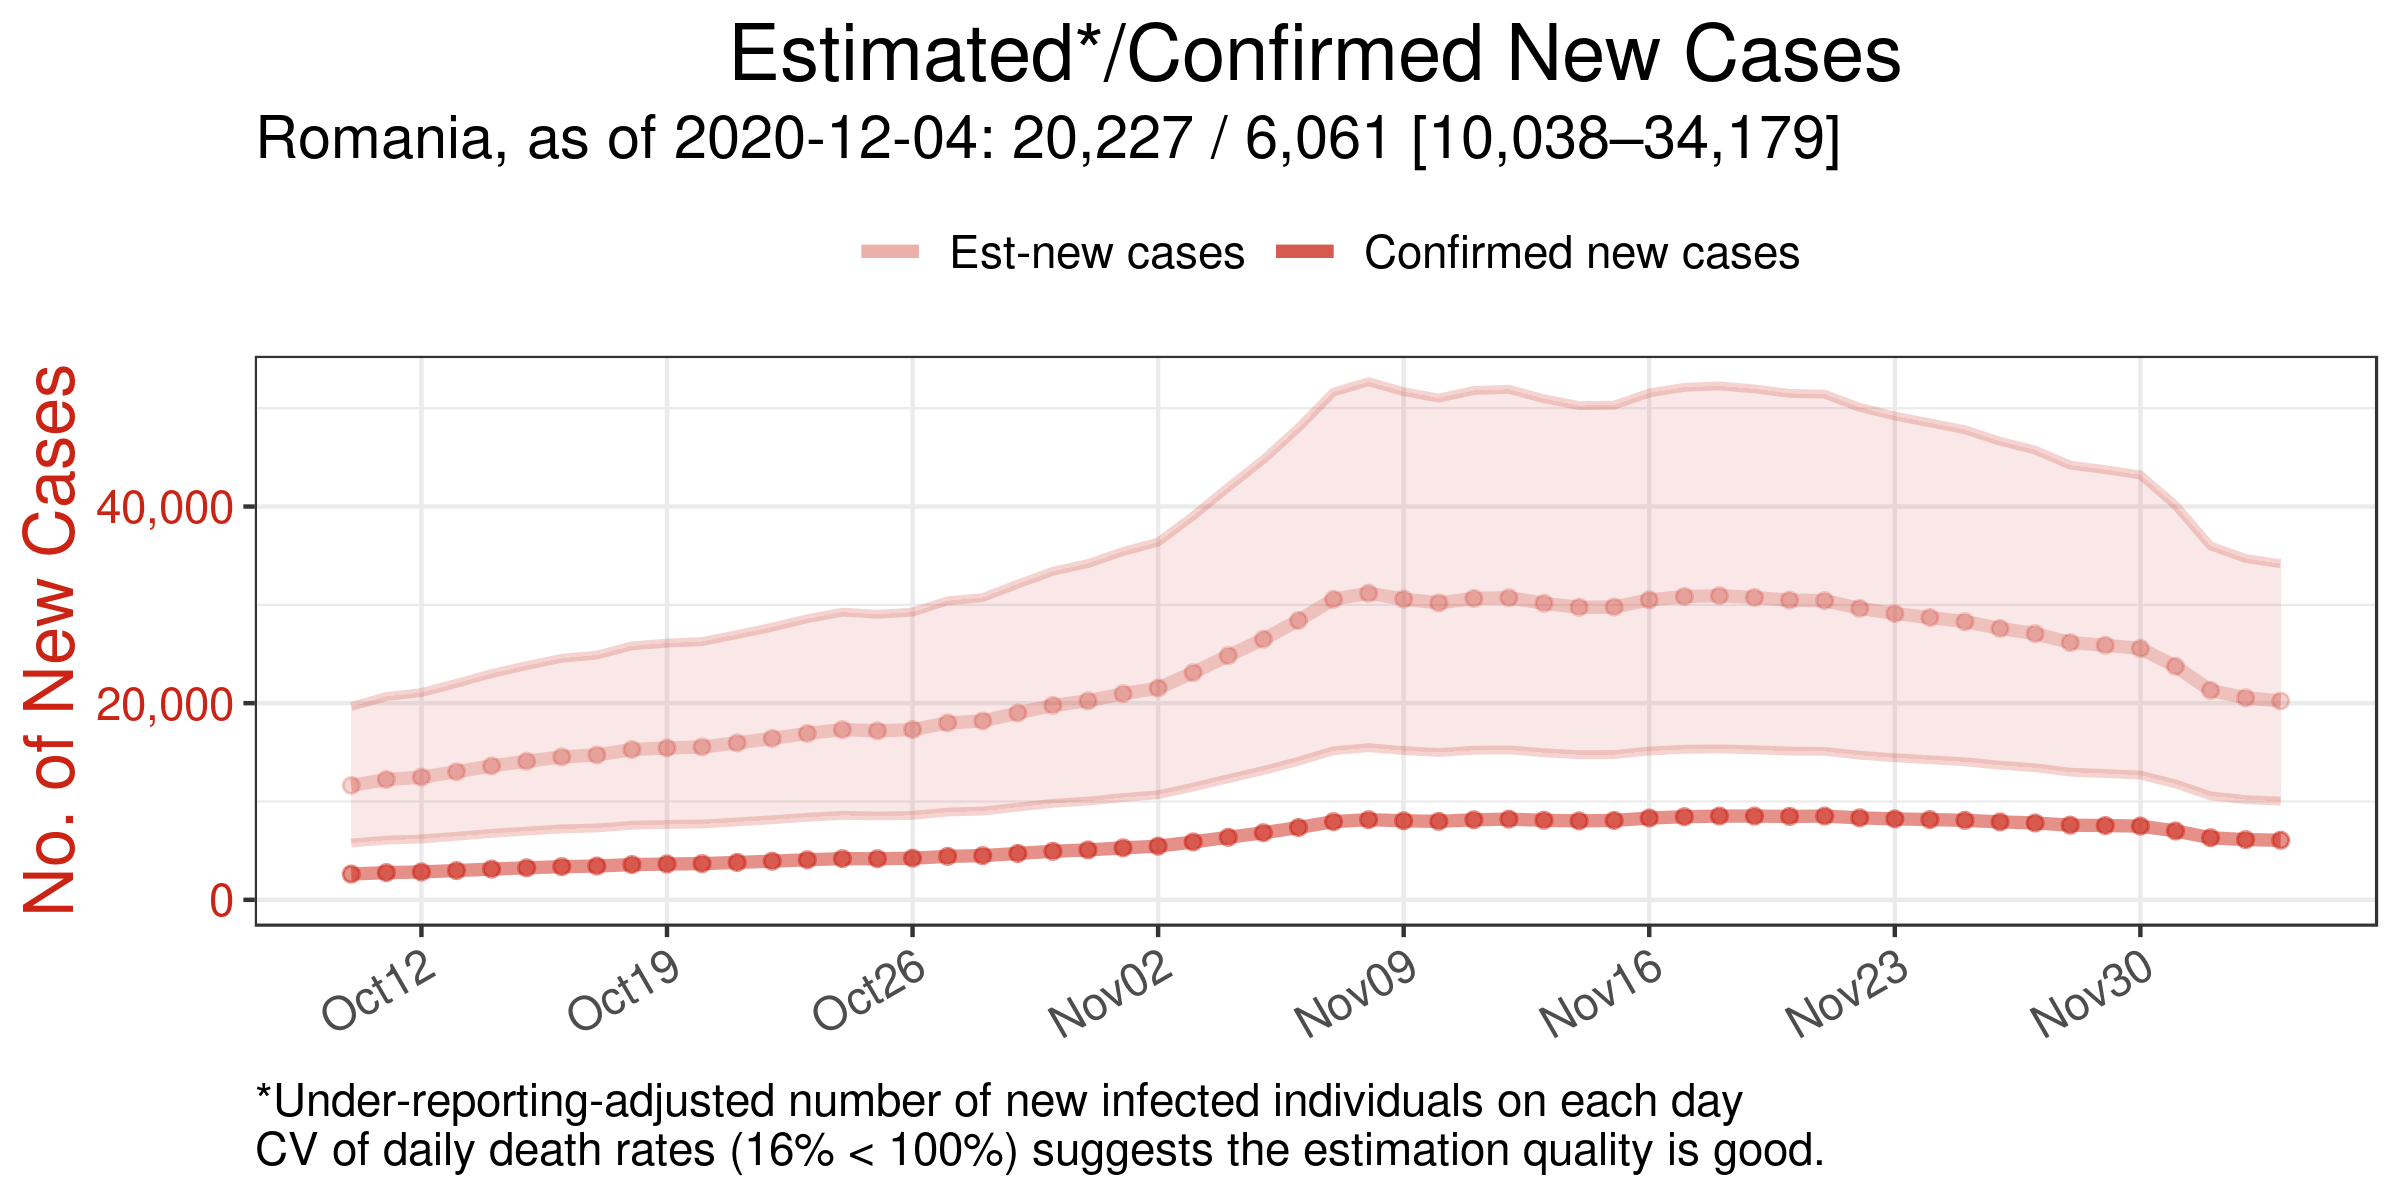 Estimated*/Confirmed New Cases
Romania, as of 2020-12-04: 20,227 / 6,061 [10,038–34,179]
Est-new cases Confirmed new cases
No. of New Cases
40,000
20,000
0
Oct12 Oct19 Oct26 Nov02 Nov09 Nov16 Nov23 Nov30
*Under-reporting-adjusted number of new infected individuals on each day
CV of daily death rates (16% < 100%) suggests the estimation quality is good.